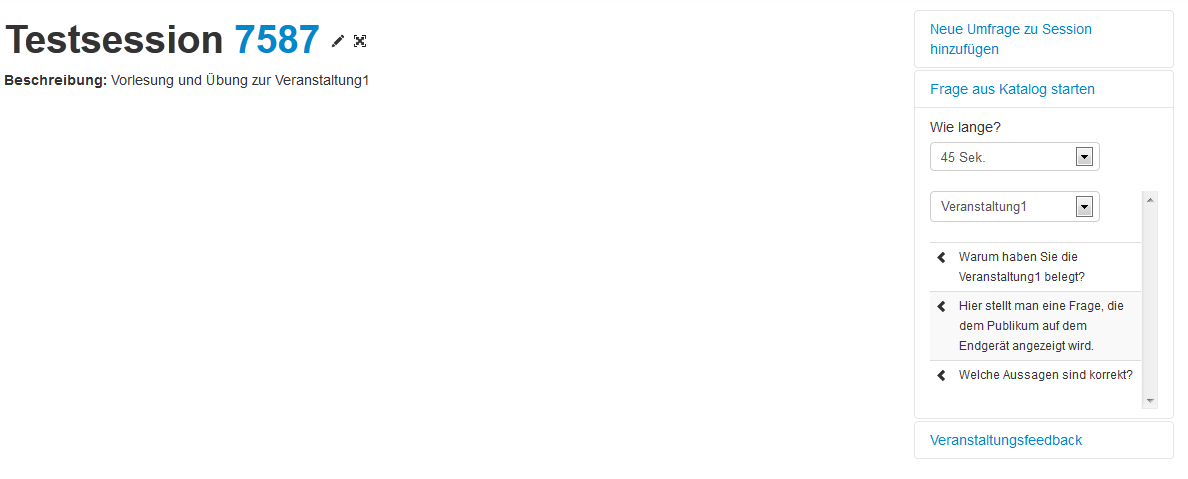 Testsession 7587
Beschreibung: Vorlesung und Übung zur Veranstaltung1
Neue Umfrage zu Session
hinzufügen
Frage aus Katalog starten
Wie lange?
45 Sek.
Veranstaltung1
Warum haben Sie die
Veranstaltung1 belegt?
Hier stellt man eine Frage, die
dem Publikum auf dem
Endgerät angezeigt wird.
Welche Aussagen sind korrekt?
Veranstaltungsfeedback